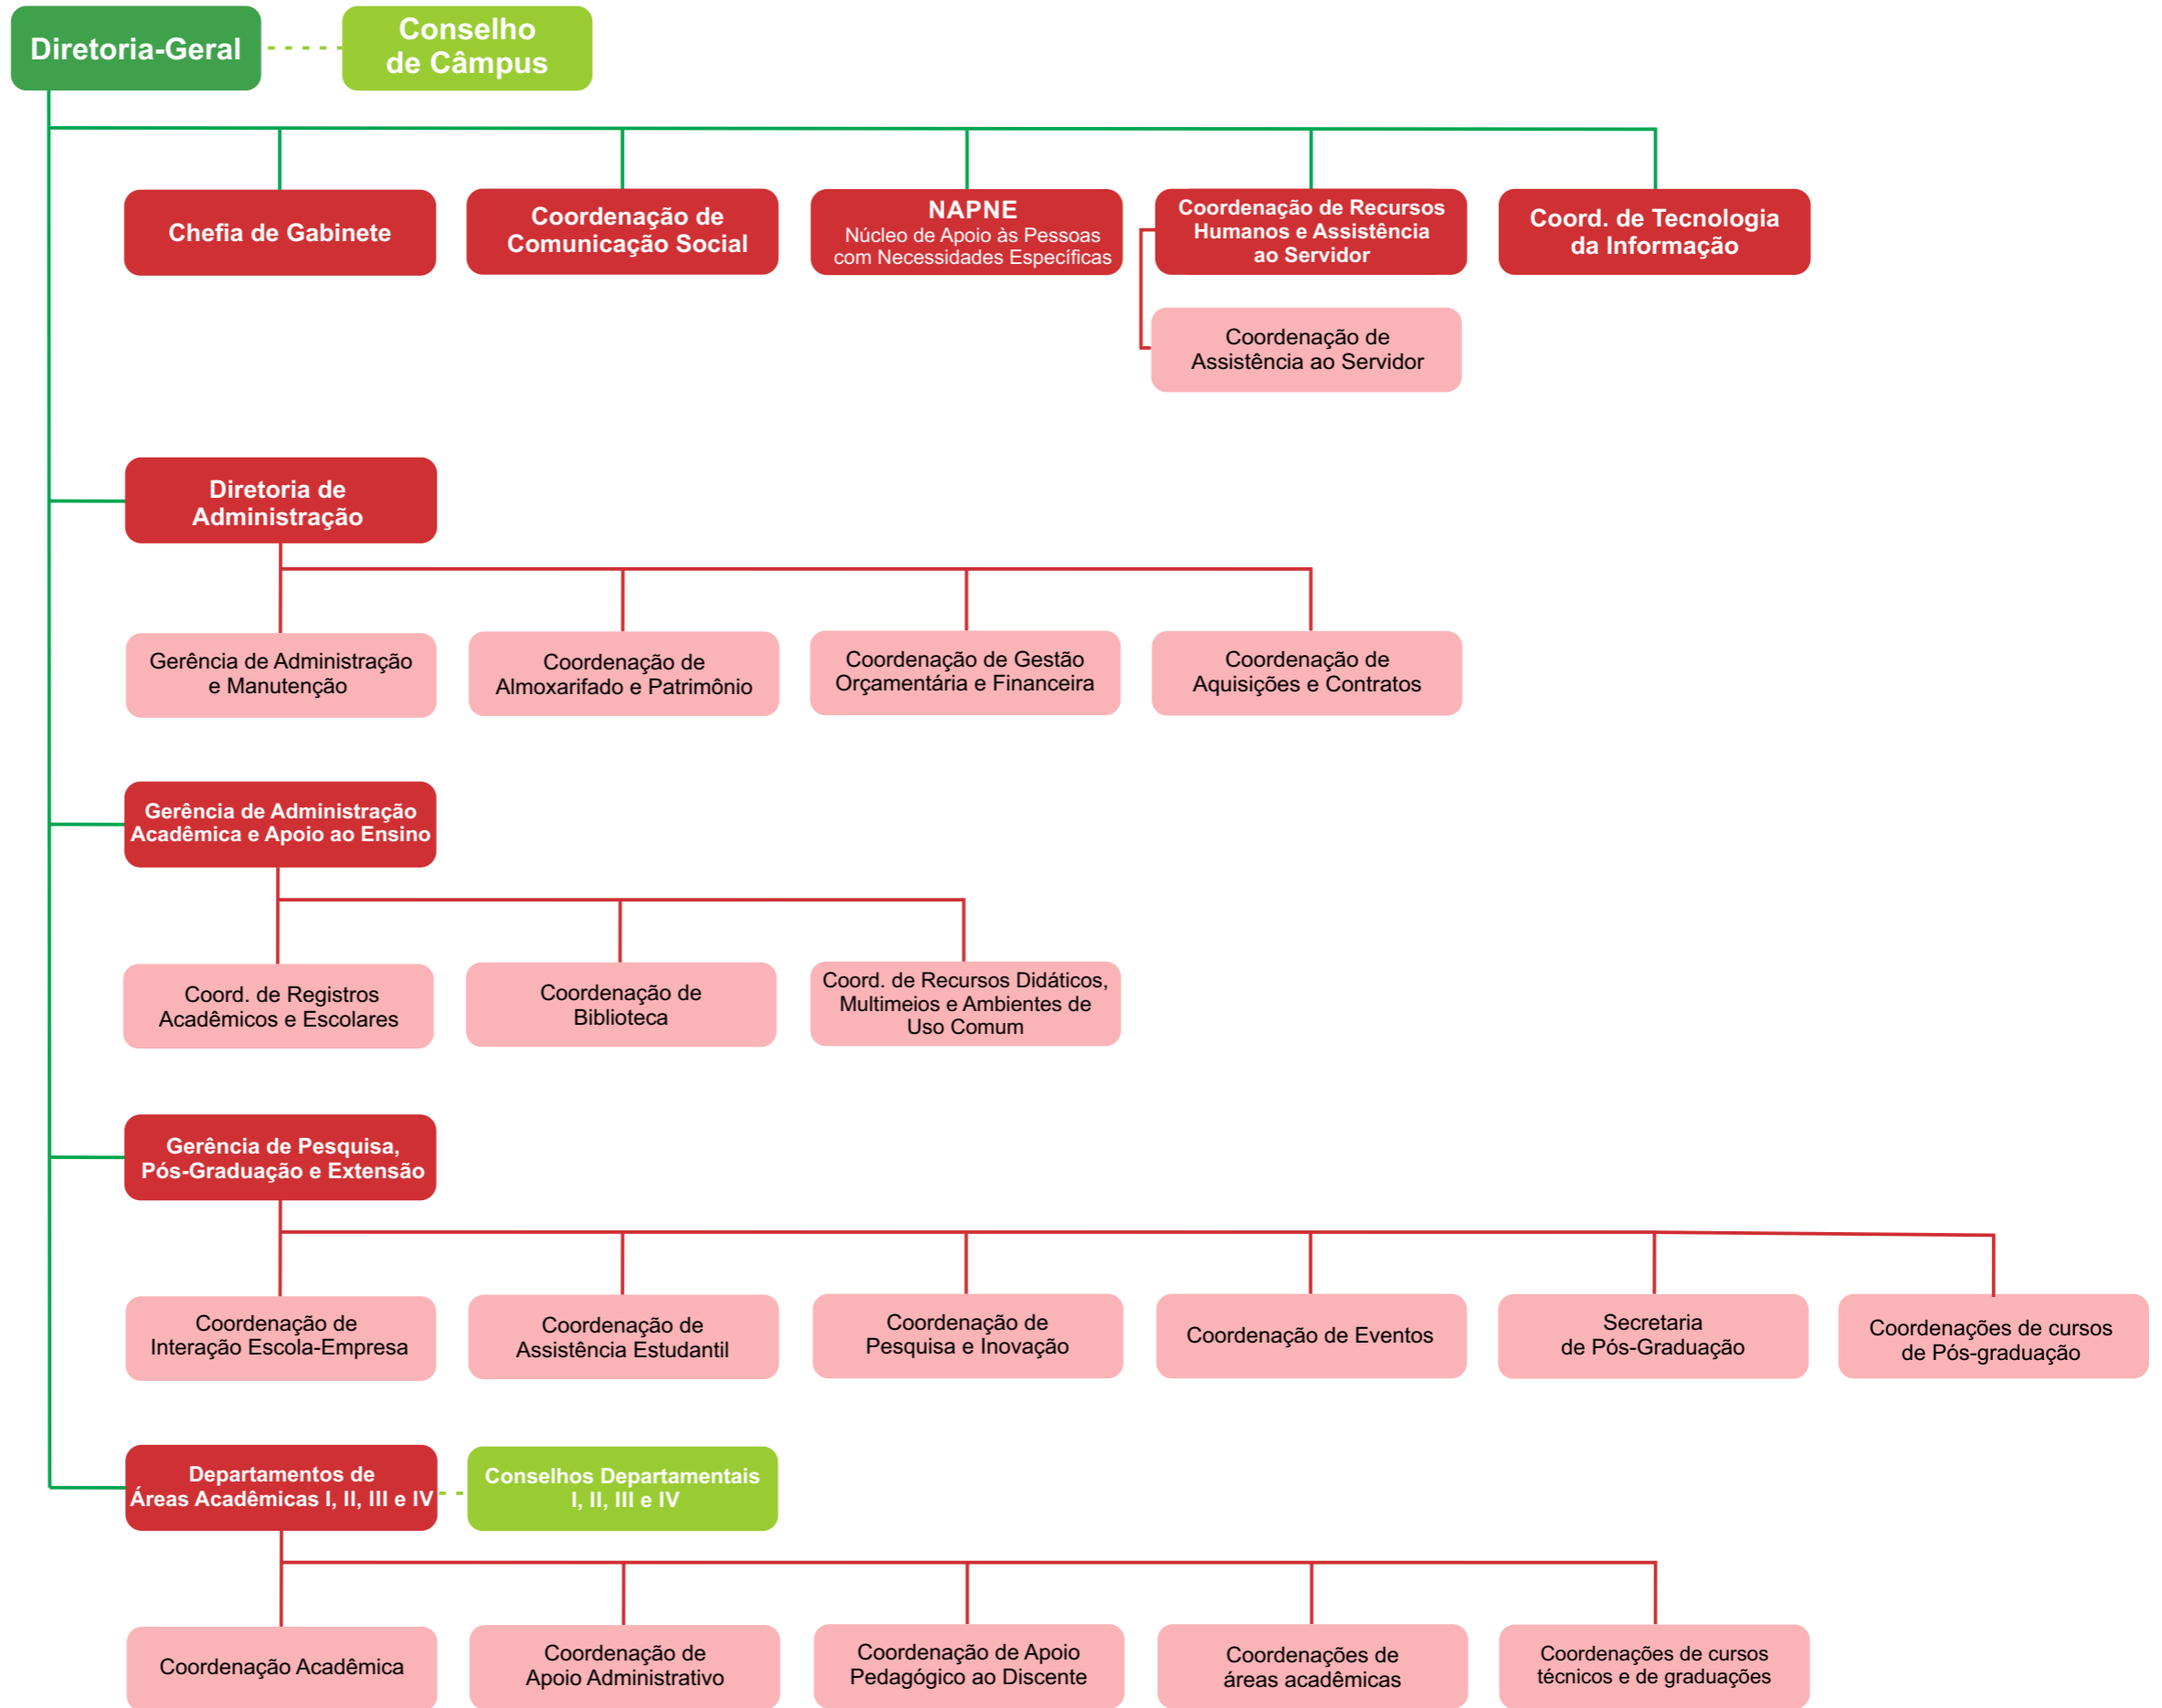 Diretoria-Geral
Conselho
de Câmpus
Chefia de Gabinete
Coordenação de
Comunicação Social
NAPNE
Núcleo de Apoio às Pessoas
com Necessidades Específicas
Coordenação de Recursos
Humanos e Assistência
ao Servidor
Coord. de Tecnologia
da Informação
Coordenação de
Assistência ao Servidor
Diretoria de
Administração
Gerência de Administração
e Manutenção
Coordenação de
Almoxarifado e Patrimônio
Coordenação de Gestão
Orçamentária e Financeira
Coordenação de
Aquisições e Contratos
Gerência de Administração
Acadêmica e Apoio ao Ensino
Coord. de Registros
Acadêmicos e Escolares
Coordenação de
Biblioteca
Coord. de Recursos Didáticos,
Multimeios e Ambientes de
Uso Comum
Gerência de Pesquisa,
Pós-Graduação e Extensão
Coordenação de
Interação Escola-Empresa
Coordenação de
Assistência Estudantil
Coordenação de
Pesquisa e Inovação
Coordenação de Eventos
Secretaria
de Pós-Graduação
Coordenações de cursos
de Pós-graduação
Departamentos de
Áreas Acadêmicas I, II, III e IV
Conselhos Departamentais
I, II, III e IV
Coordenação Acadêmica
Coordenação de
Apoio Administrativo
Coordenação de Apoio
Pedagógico ao Discente
Coordenações de
áreas acadêmicas
Coordenações de cursos
técnicos e de graduações